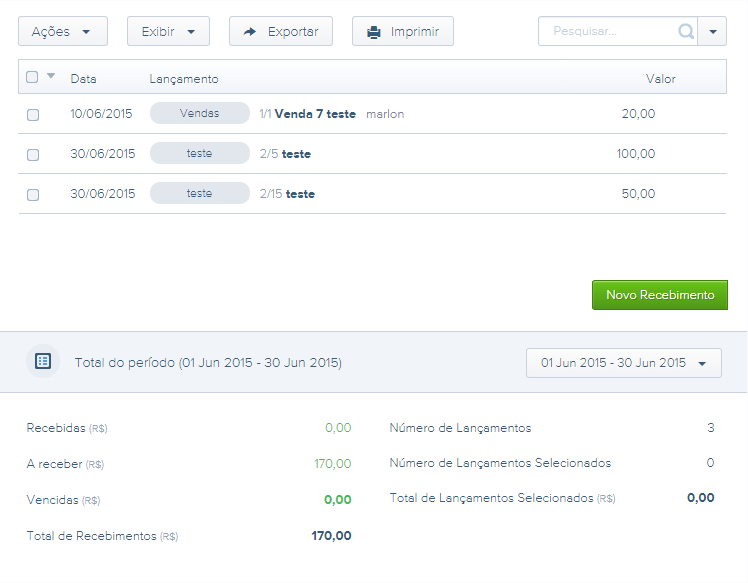 Ações Exibir Exportar Imprimir Pesquisar...
Data Lançamento Valor
10/06/2015 Vendas 1/1 Venda 7 teste marlon 20,00
30/06/2015 teste 2/5 teste 100,00
30/06/2015 teste 2/15 teste 50,00
Novo Recebimento
Total do período (01 Jun 2015 - 30 Jun 2015) 01 Jun 2015 - 30 Jun 2015
Recebidas (R$) 0,00 Número de Lançamentos 3
A receber (R$) 170,00 Número de Lançamentos Selecionados 0
Vencidas (R$) 0,00 Total de Lançamentos Selecionados (R$) 0,00
Total de Recebimentos (R$) 170,00